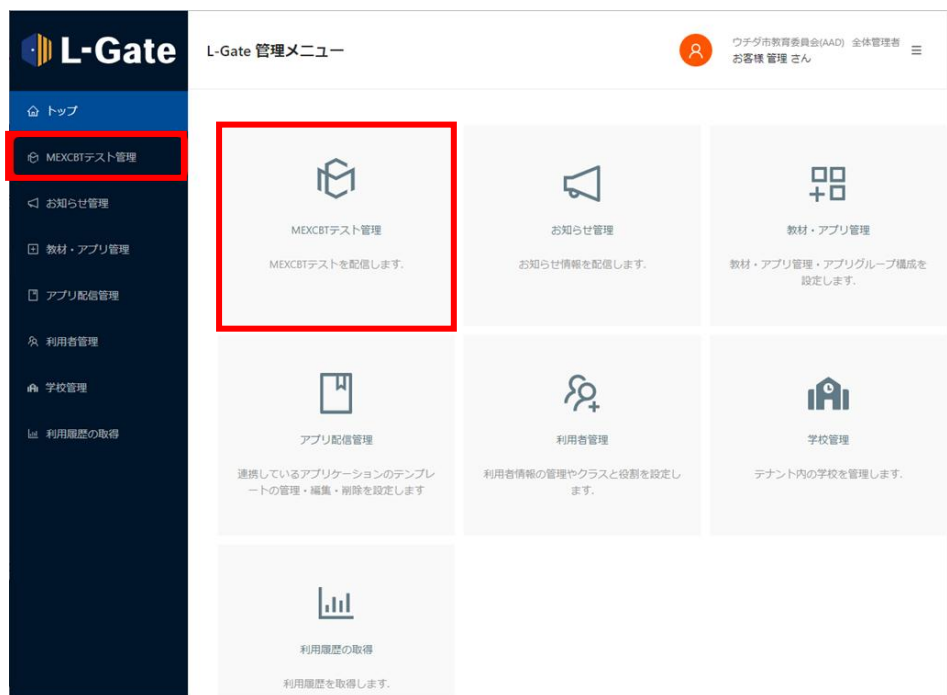 L-Gate
L-Gate 管理メニュー
ウチダ市教育委員会(AAD) 全体管理者
お客様 管理 さん
トップ
MEXCBTテスト管理
お知らせ管理
教材・アプリ管理
アプリ配信管理
利用者管理
学校管理
利用履歴の取得
MEXCBTテスト管理
MEXCBTテストを配信します.
お知らせ管理
お知らせ情報を配信します.
教材・アプリ管理
教材・アプリ管理・アプリグループ構成を
設定します.
アプリ配信管理
連携しているアプリケーションのテンプレ
ートの管理・編集・削除を設定します
利用者管理
利用者情報の管理やクラスと役割を設定し
ます.
学校管理
テナント内の学校を管理します.
利用履歴の取得
利用履歴を取得します.